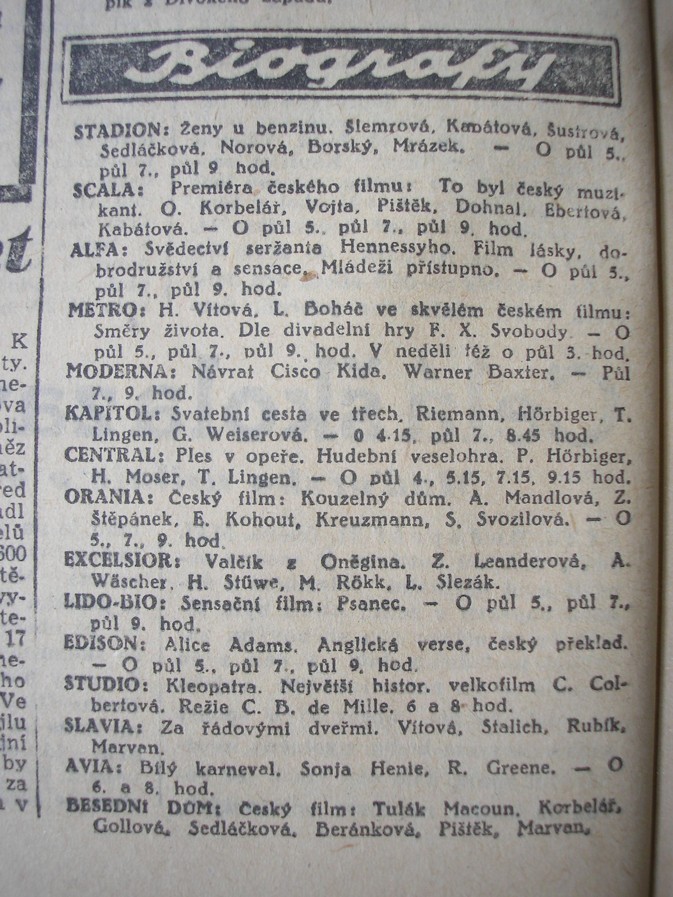 pik z Divokého západu.
Biografy
STADION: Ženy u benzinu. Slemrová, Kabátová, Šustrová,
Sedláčková, Norová, Borský, Mrázek. — O půl 5.,
půl 7., půl 9 hod.
SCALA: Premiéra českého filmu: To byl český muzi-
kant. O. Korbelář, Vojta, Pištěk, Dohnal, Ebertová,
Kabátová. — O půl 5., půl 7., půl 9. hod.
ALFA: Svědectví seržanta Hennessyho. Film lásky, do-
brodružství a sensace. Mládeži přístupno. — O půl 5.,
půl 7., půl 9. hod.
METRO: H. Vítová, L. Boháč ve skvělém českém filmu:
Směry života. Dle divadelní hry F. X. Svobody — O
půl 5., půl 7., půl 9. hod. V neděli též o půl 3. hod.
MODERNA: Návrat Cisco Kida. Warner Baxter. — Půl
7., 9. hod.
KAPITOL: Svatební cesta ve třech. Riemann, Hörbiger, T.
Lingen, G. Weiserová. — 0 4.15, půl 7., 8.45 hod.
CENTRAL: Ples v opeře. Hudební veselohra. P. Hörbiger,
H. Moser, T. Lingen. — O půl 4., 5.15, 7.15, 9.15 hod.
ORANIA: Český film: Kouzelný dům. A. Mandlová, Z.
Štěpánek, E. Kohout, Kreuzmann, S. Svozilová. — O
5., 7., 9. hod.
EXCELSIOR: Valčík z Oněgina. Z. Leanderová, A.
Wäscher, H. Stüwe, M. Rökk, L. Slezák.
LIDO-BIO: Sensační film: Psanec. — O půl 5., půl 7.,
půl 9. hod.
EDISON: Alice Adams. Anglická verse, český překlad.
— O půl 5., půl 7., půl 9. hod.
STUDIO: Kleopatra. Největší histor. velkofilm C. Col-
bertová. Režie C. B. de Mille. 6 a 8 hod.
SLAVIA: Za řádovými dveřmi. Vítová, Stalich, Rubík,
Marvan.
AVIA: Bílý karneval. Sonja Henie, R. Greene. — O
6. a 8. hod.
BESEDNÍ DŮM: Český film: Tulák Macoun. Korbelář,
Gollová, Sedláčková, Beránková, Pištěk, Marvan.